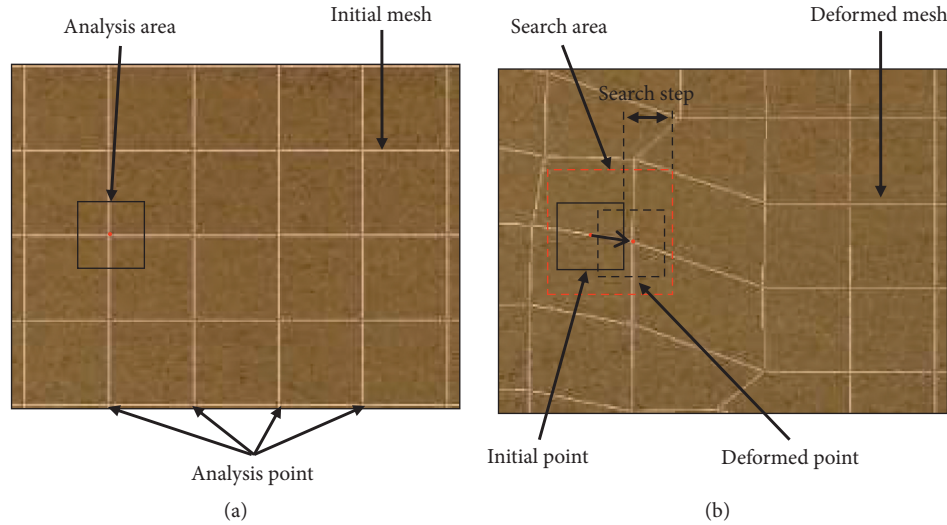 Analysis area
Initial mesh
Analysis point
(a)
Search area
Deformed mesh
Search step
Initial point
Deformed point
(b)